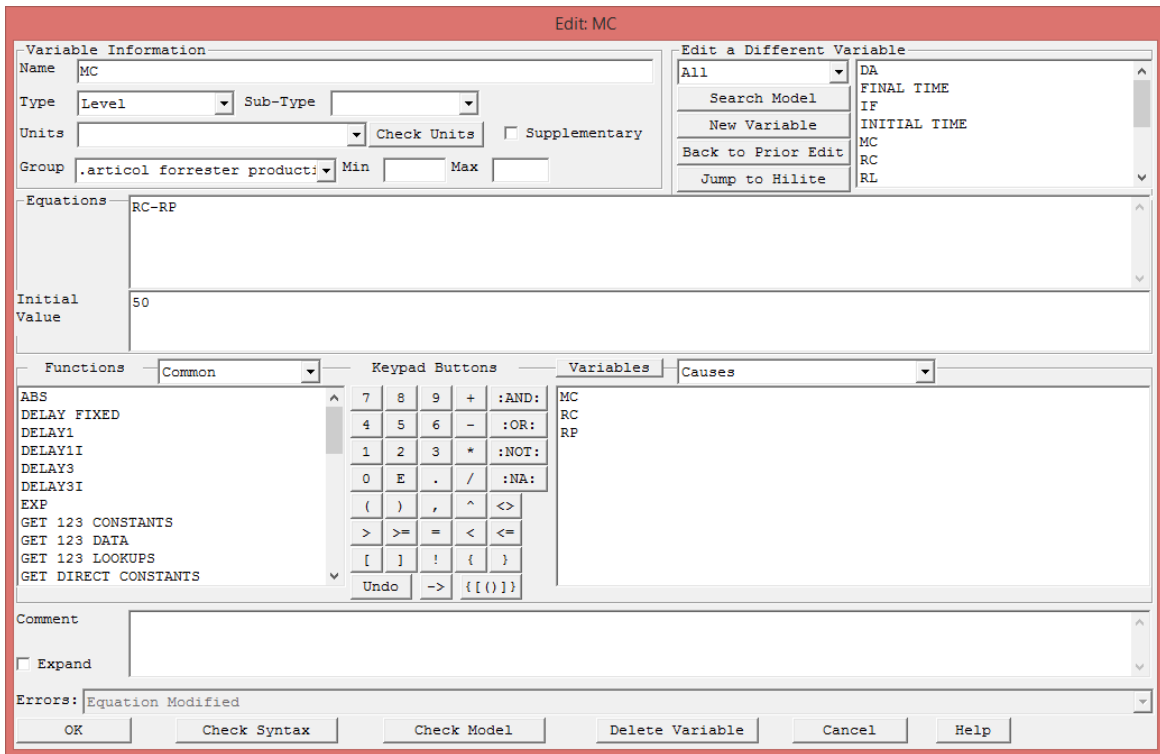 Edit: MC
Variable Information
Name MC
Type Level Sub-Type
Units Check Units Supplementary
Group .articol forrester producti Min Max
Edit a Different Variable
All
Search Model
New Variable
Back to Prior Edit
Jump to Hilite
DA
FINAL TIME
IF
INITIAL TIME
MC
RC
RL
Equations RC-RP
Initial
Value
50
Functions Common
Keypad Buttons
Variables Causes
ABS
DELAY FIXED
DELAY1
DELAY1I
DELAY3
DELAY3I
EXP
GET 123 CONSTANTS
GET 123 DATA
GET 123 LOOKUPS
GET DIRECT CONSTANTS
7 8 9 + :AND:
4 5 6 - :OR:
1 2 3 * :NOT:
0 E . / :NA:
( ) , ^ <>
> >= = < <=
[ ] ! { }
Undo -> {[()]}
MC
RC
RP
Comment
Expand
Errors: Equation Modified
OK Check Syntax Check Model Delete Variable Cancel Help